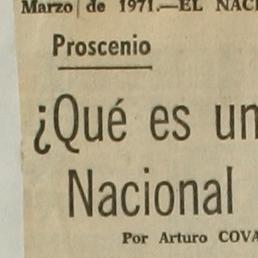 Marzo de 1971.—EL NAC
Proscenio
¿Qué es un
Nacional
Por Arturo COVA